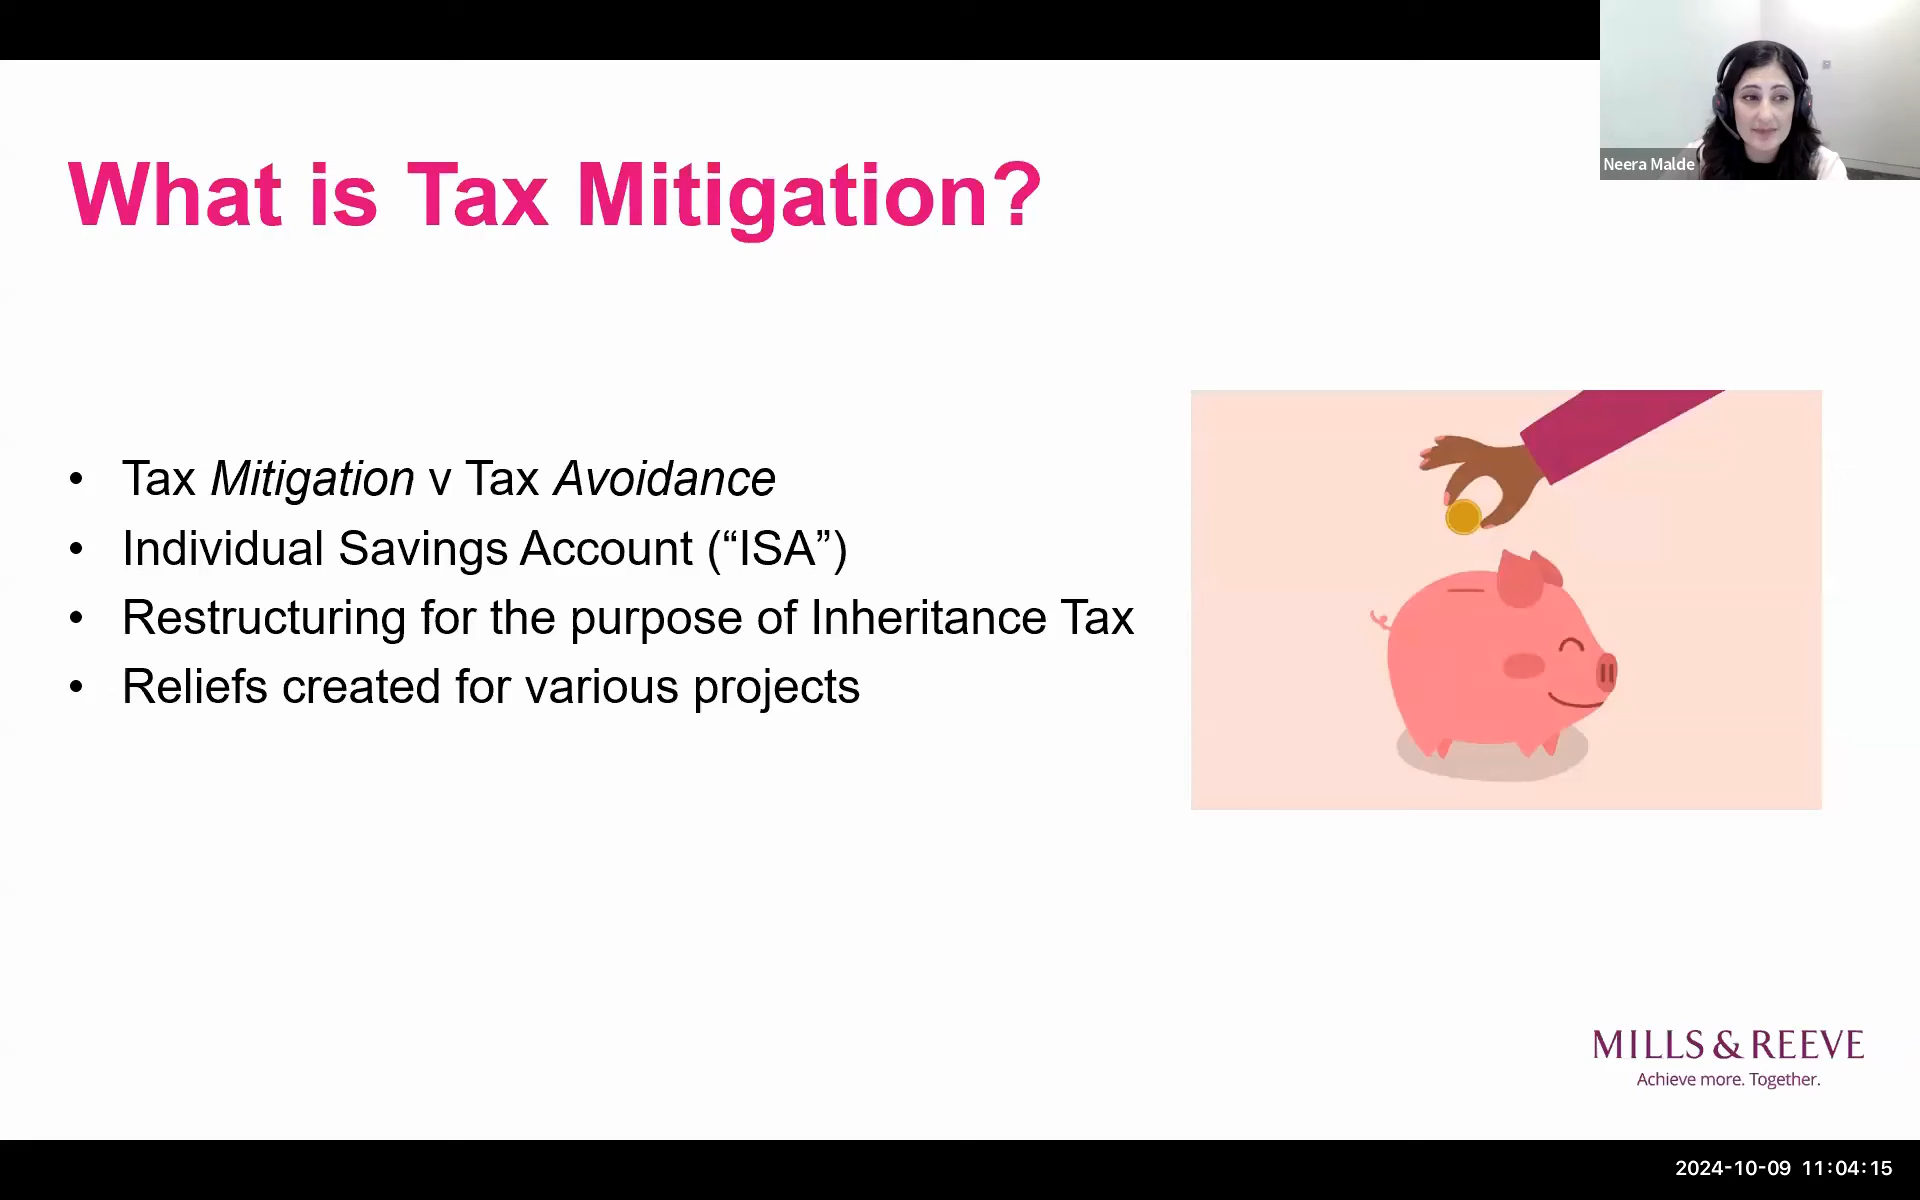 Neera Malde
What is Tax Mitigation?
• Tax Mitigation v Tax Avoidance
• Individual Savings Account (“ISA”)
• Restructuring for the purpose of Inheritance Tax
• Reliefs created for various projects
MILLS & REEVE
Achieve more. Together.
2024-10-09 11:04:15